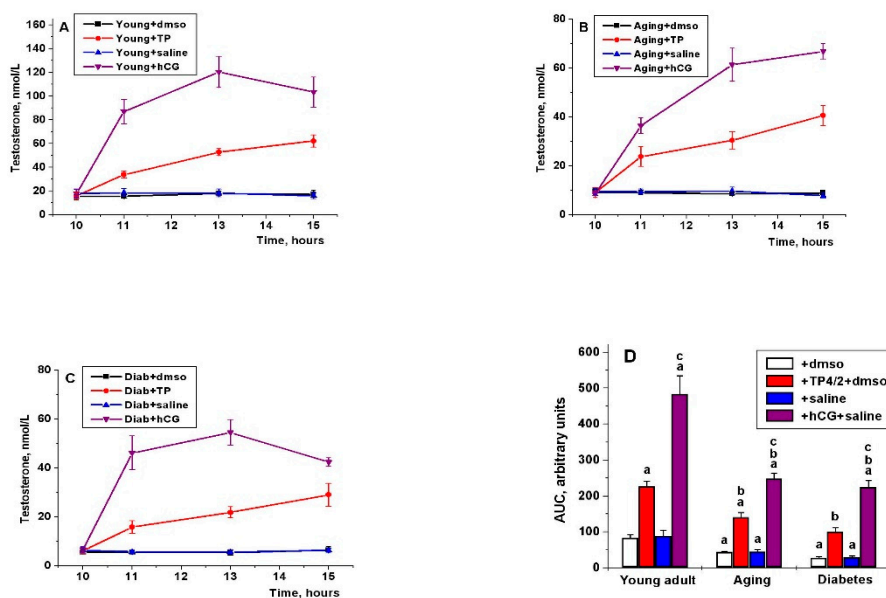 A
Young+dmso
Young+TP
Young+saline
Young+hCG
Testosterone, nmol/L
160
140
120
100
80
60
40
20
0
10 11 12 13 14 15
Time, hours
B
Aging+dmso
Aging+TP
Aging+saline
Aging+hCG
Testosterone, nmol/L
80
60
40
20
0
10 11 12 13 14 15
Time, hours
C
Diab+dmso
Diab+TP
Diab+saline
Diab+hCG
Testosterone, nmol/L
80
60
40
20
0
10 11 12 13 14 15
Time, hours
D
+dmso
+TP4/2+dmso
+saline
+hCG+saline
AUC, arbitrary units
600
500
400
300
200
100
0
a
c
a
a
b
a
a
c
b
a
a
b
a
c
b
a
Young adult Aging Diabetes